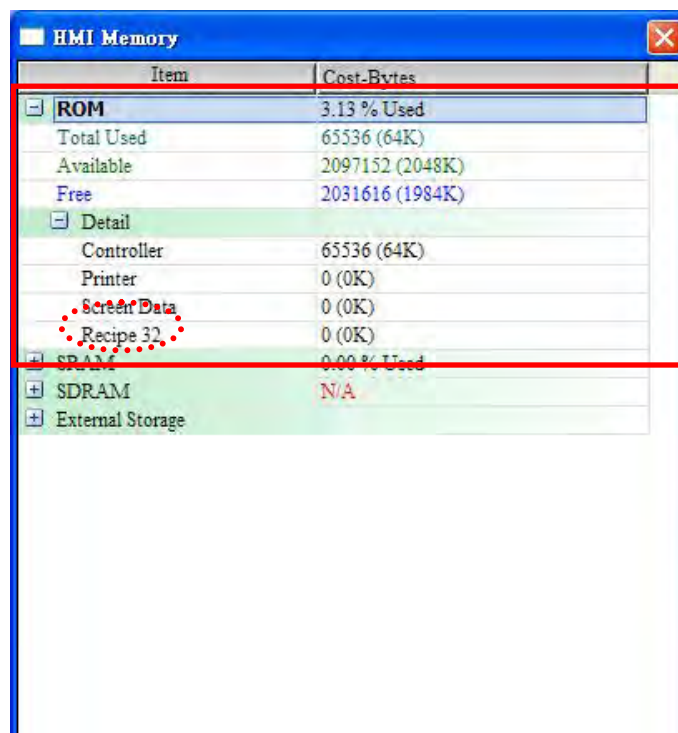 HMI Memory
Item Cost-Bytes
ROM 3.13 % Used
Total Used 65536 (64K)
Available 2097152 (2048K)
Free 2031616 (1984K)
Detail
Controller 65536 (64K)
Printer 0 (0K)
Screen Data 0 (0K)
Recipe 32 0 (0K)
SRAM 0.00 % Used
SDRAM N/A
External Storage